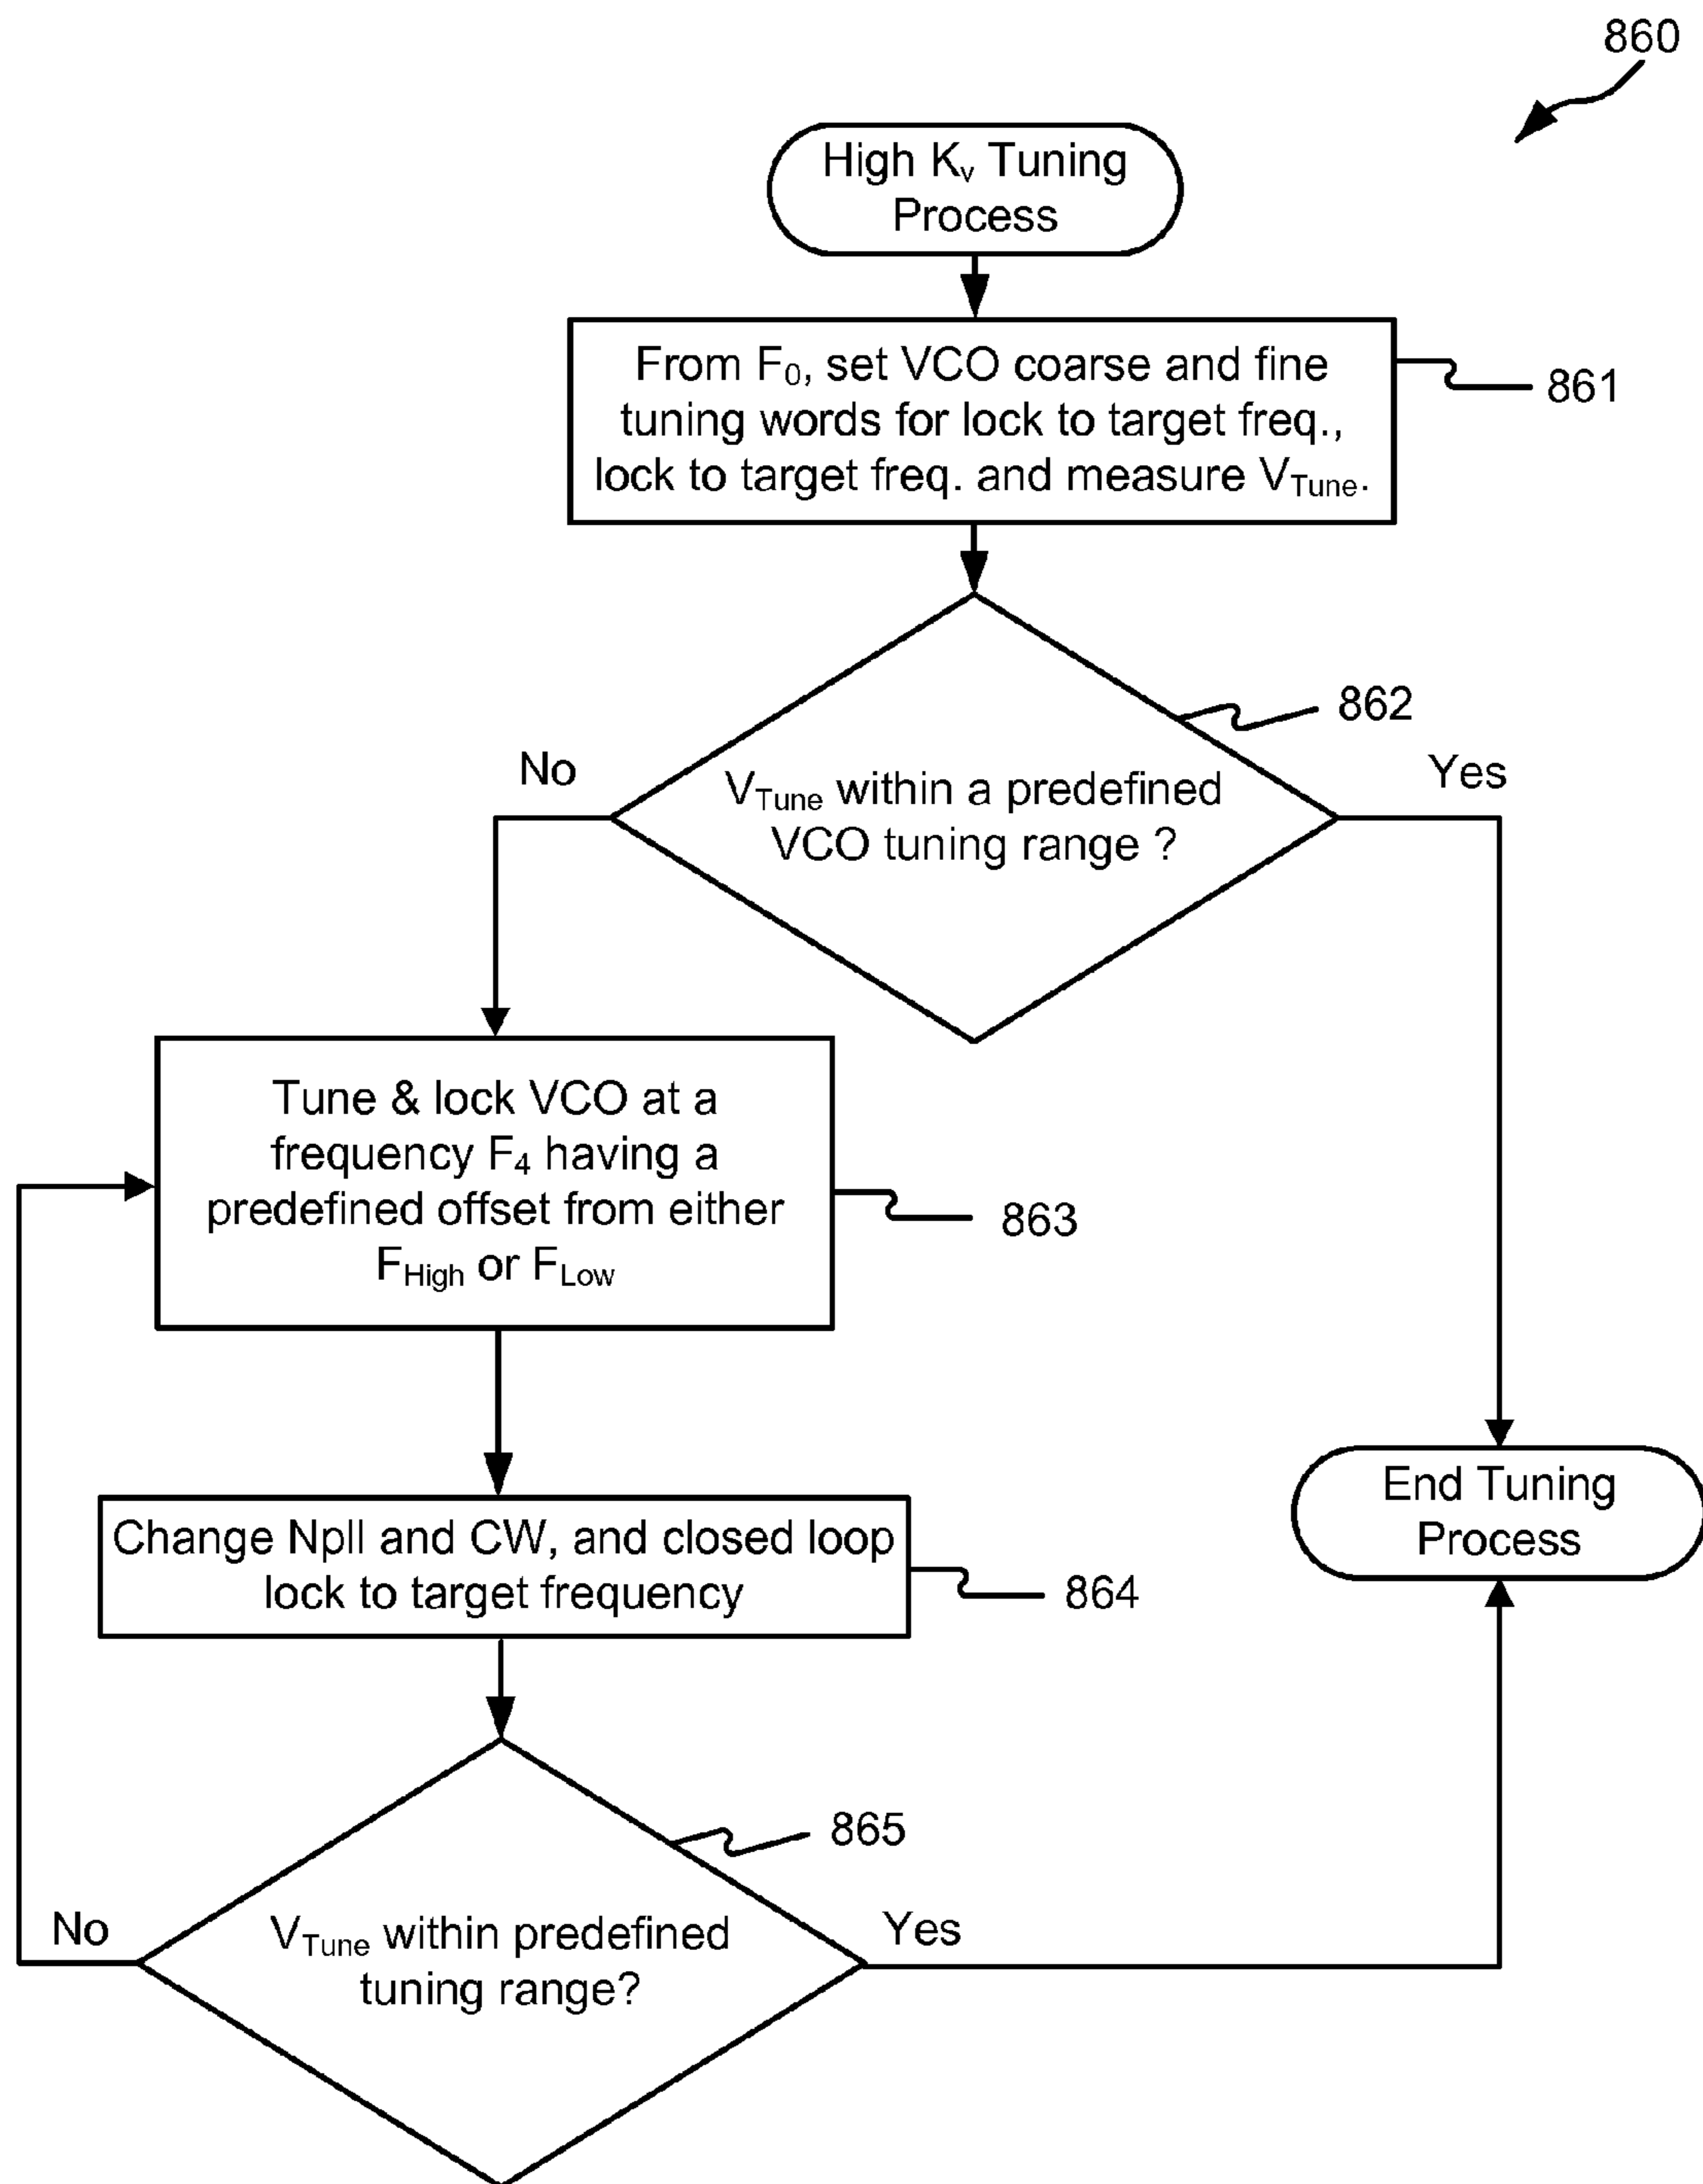 860
High Kv Tuning
Process
From F0, set VCO coarse and fine
tuning words for lock to target freq.,
lock to target freq. and measure VTune.
861
862
No
Yes
VTune within a predefined
VCO tuning range ?
Tune & lock VCO at a
frequency F4 having a
predefined offset from either
FHigh or FLow
863
End Tuning
Process
Change Npll and CW, and closed loop
lock to target frequency
864
865
No
Yes
VTune within predefined
tuning range?